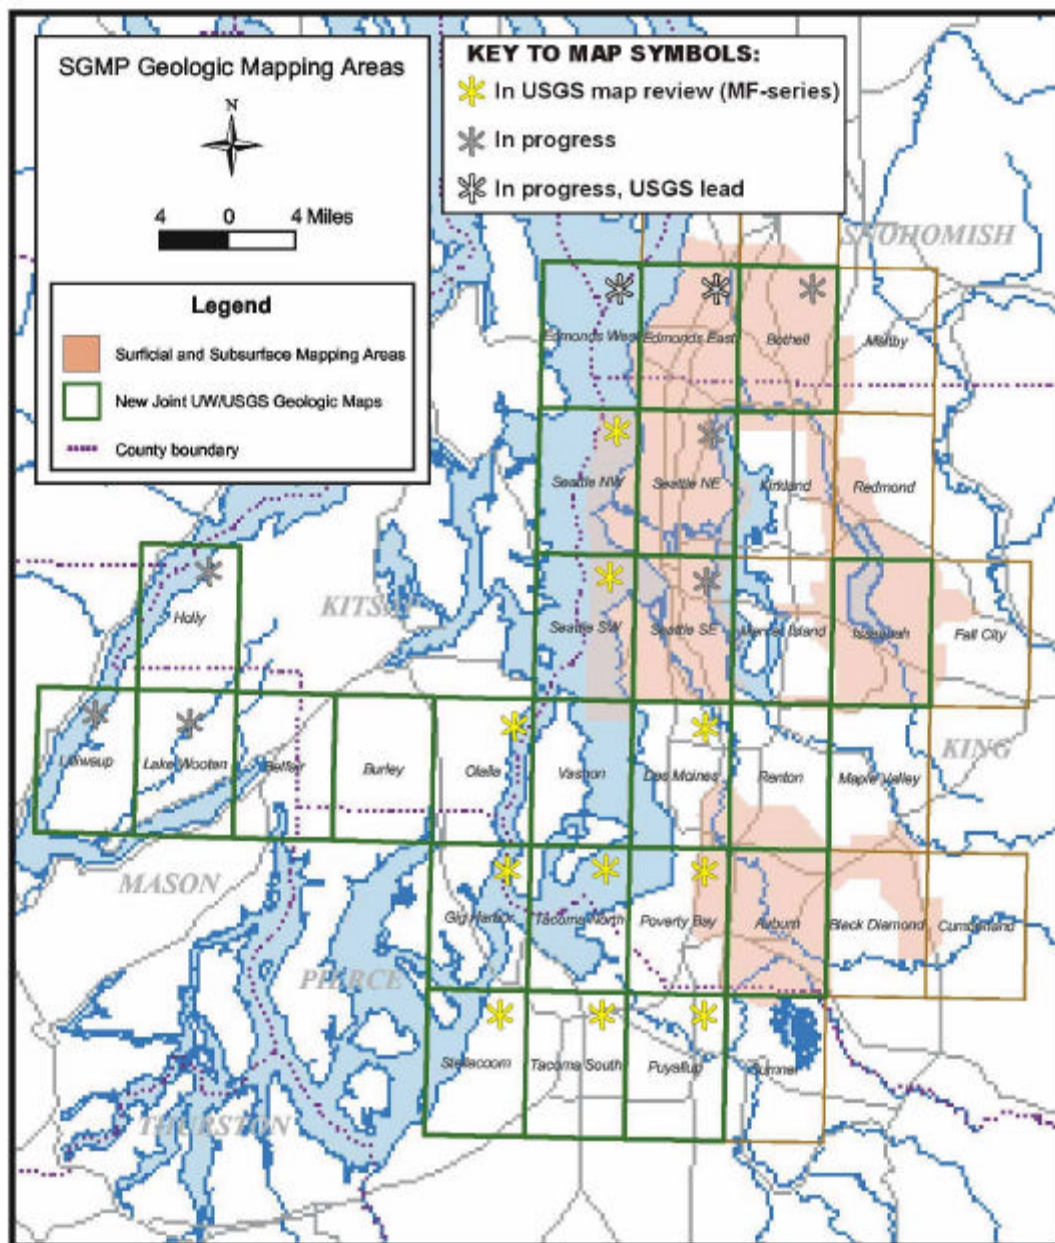 SGMP Geologic Mapping Areas
N
4 0 4 Miles
Legend
Surficial and Subsurface Mapping Areas
New Joint UW/USGS Geologic Maps
County boundary
KEY TO MAP SYMBOLS:
In USGS map review (MF-series)
In progress
In progress, USGS lead
SNOHOMISH
Edmonds West Edmonds East Bothell Maltby
Seattle NW Seattle NE Kirkland Redmond
Holly
KITSAP
Seattle SW Seattle SE Mercer Island Issaquah Fall City
KING
Lilliwaup Lake Wooten Belfair Burley Olalla Vashon Des Moines Renton Maple Valley
MASON
Gig Harbor Tacoma North Poverty Bay Auburn Black Diamond Cumberland
PIERCE
Steilacoom Tacoma South Puyallup Sumner
THURSTON